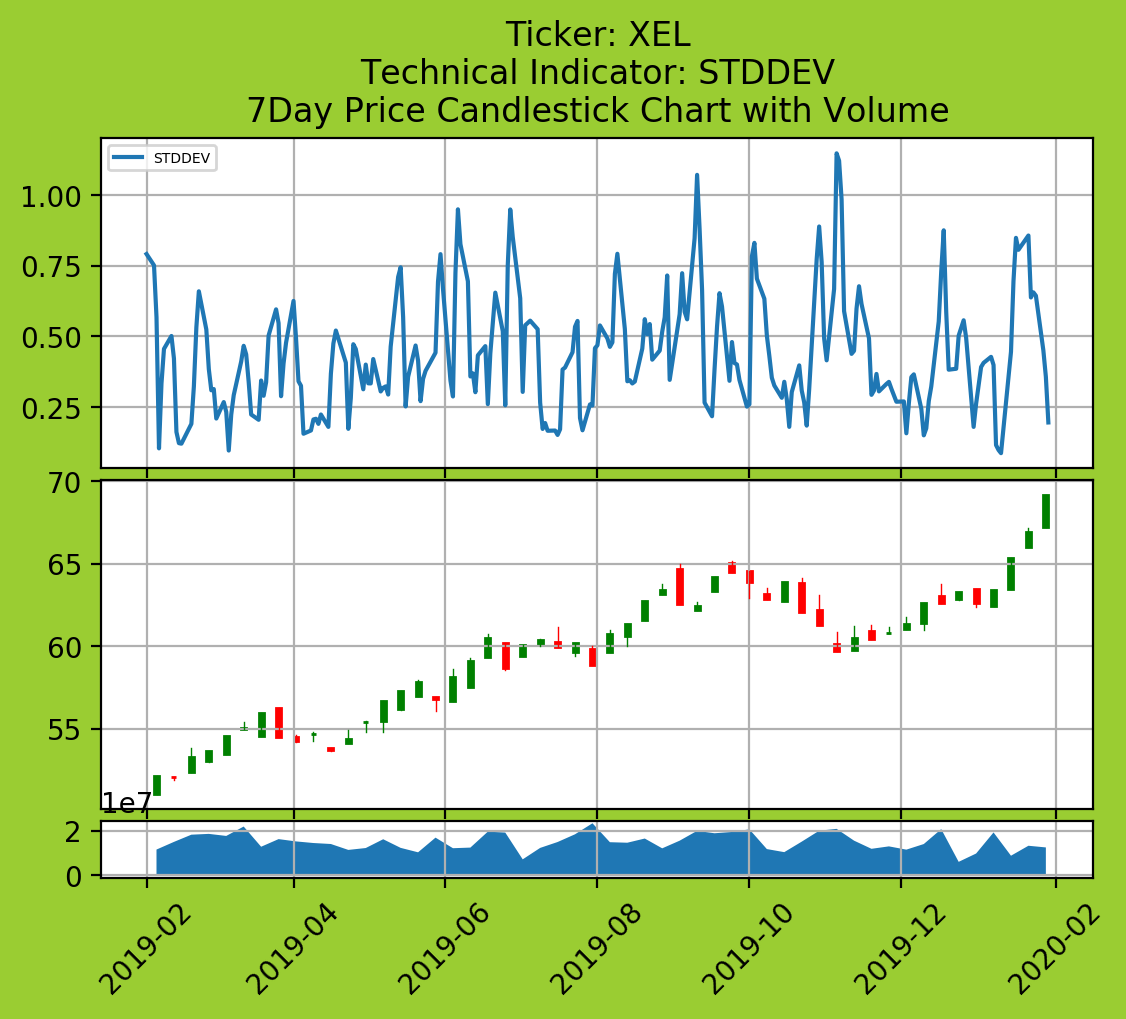 Ticker: XEL
Technical Indicator: STDDEV
7Day Price Candlestick Chart with Volume
STDDEV
1.00
0.75
0.50
0.25
70
65
60
55
1e7
2
0
2019-02 2019-04 2019-06 2019-08 2019-10 2019-12 2020-02